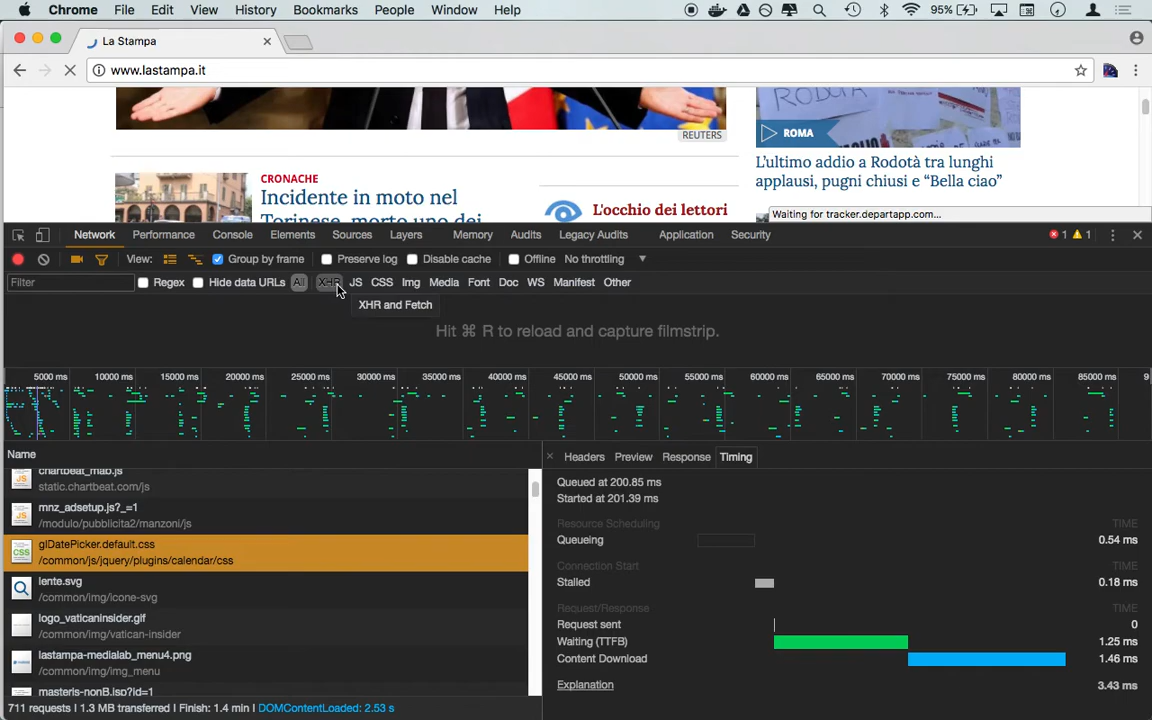 Chrome File Edit View History Bookmarks People Window Help 95%
La Stampa
www.lastampa.it
REUTERS
RODOTÀ
ROMA
L'ultimo addio a Rodotà tra lunghi
applausi, pugni chiusi e “Bella ciao”
CRONACHE
Incidente in moto nel
Torinese, morto uno dei
L'occhio dei lettori
Waiting for tracker.departapp.com...
Network Performance Console Elements Sources Layers Memory Audits Legacy Audits Application Security 1 1
View: Group by frame Preserve log Disable cache Offline No throttling
Filter Regex Hide data URLs All XHR JS CSS Img Media Font Doc WS Manifest Other
XHR and Fetch
Hit ⌘ R to reload and capture filmstrip.
5000 ms 10000 ms 15000 ms 20000 ms 25000 ms 30000 ms 35000 ms 40000 ms 45000 ms 50000 ms 55000 ms 60000 ms 65000 ms 70000 ms 75000 ms 80000 ms 85000 ms 9
Name
chartbeat_mab.js
static.chartbeat.com/js
mnz_adsetup.js?_=1
/modulo/pubblicita2/manzoni/js
glDatePicker.default.css
/common/js/jquery/plugins/calendar/css
lente.svg
/common/img/icone-svg
logo_vaticaninsider.gif
/common/img/vatican-insider
lastampa-medialab_menu4.png
/common/img/img_menu
masteris-nonB.jsp?id=1
Headers Preview Response Timing
Queued at 200.85 ms
Started at 201.39 ms
Resource Scheduling TIME
Queueing 0.54 ms
Connection Start TIME
Stalled 0.18 ms
Request/Response TIME
Request sent 0
Waiting (TTFB) 1.25 ms
Content Download 1.46 ms
Explanation 3.43 ms
711 requests | 1.3 MB transferred | Finish: 1.4 min | DOMContentLoaded: 2.53 s